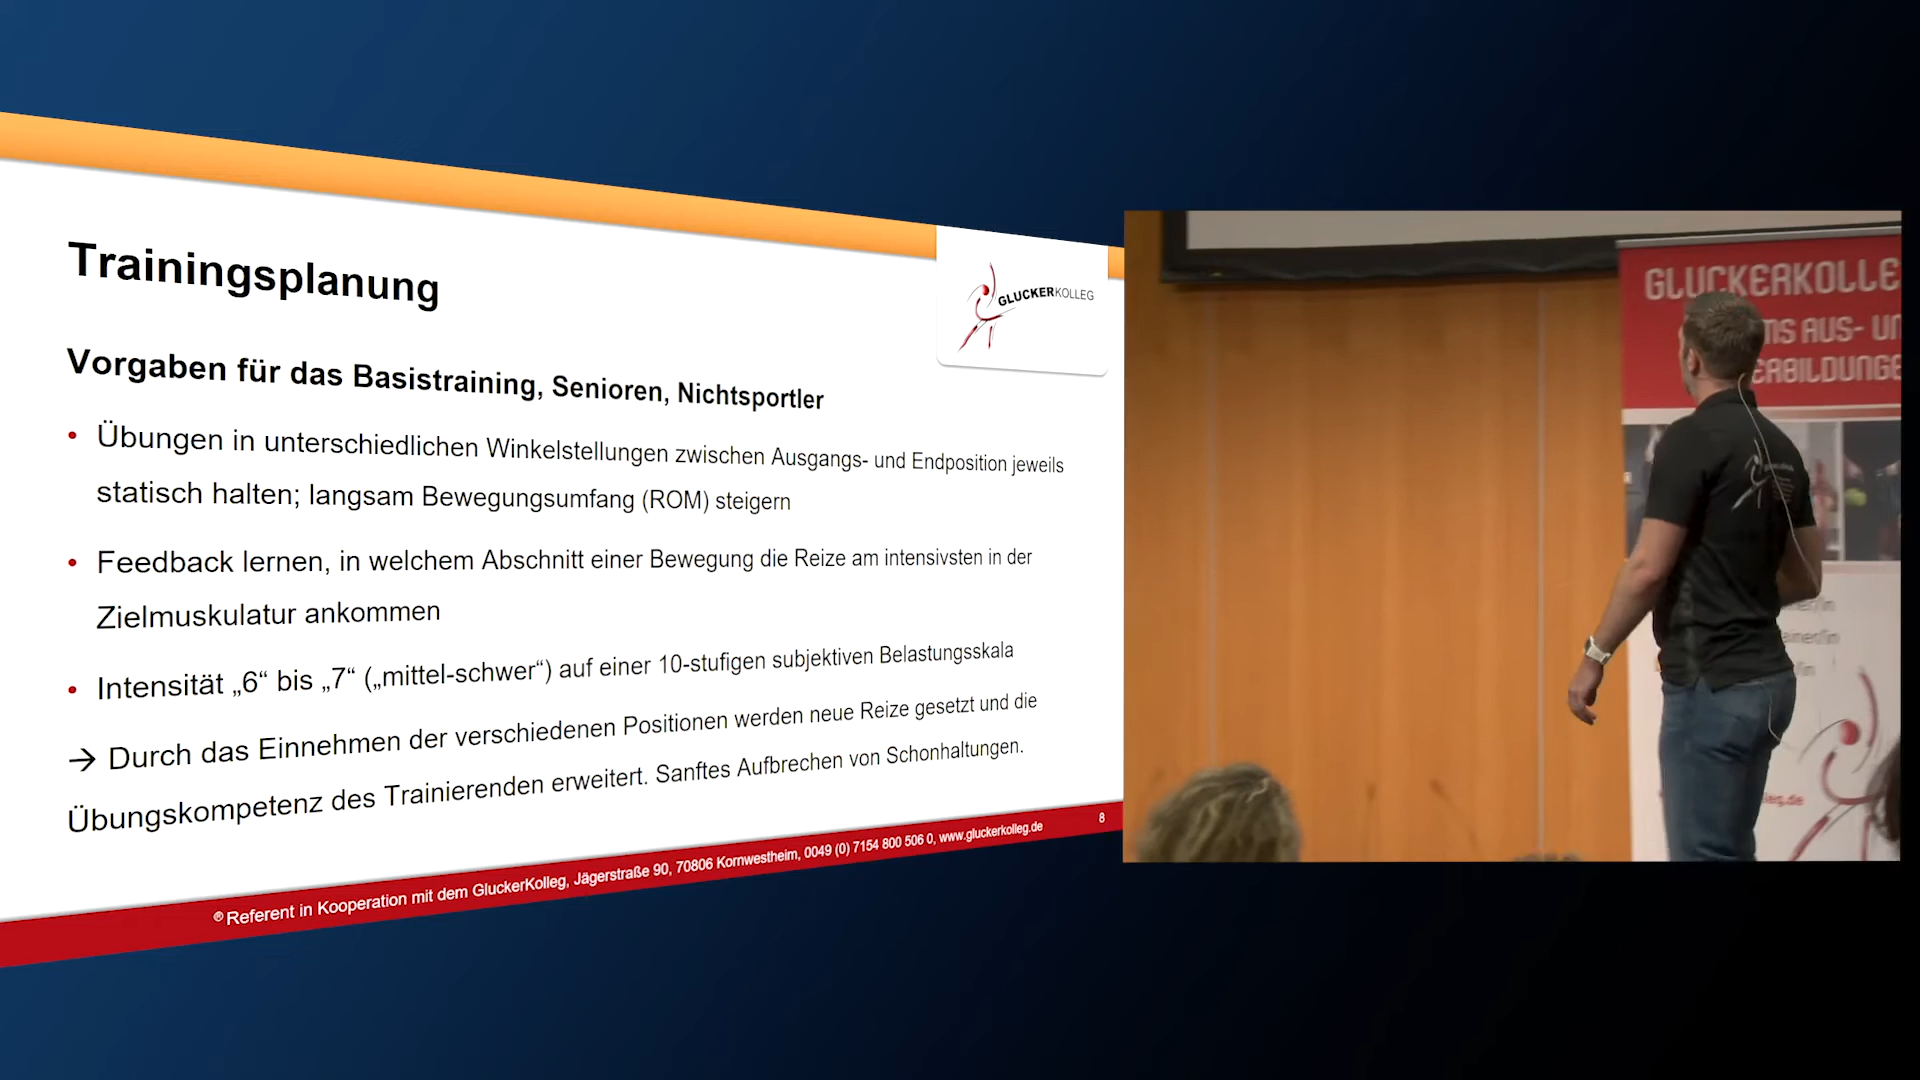 Trainingsplanung
GLUCKERKOLLEG
Vorgaben für das Basistraining, Senioren, Nichtsportler
• Übungen in unterschiedlichen Winkelstellungen zwischen Ausgangs- und Endposition jeweils
statisch halten; langsam Bewegungsumfang (ROM) steigern
• Feedback lernen, in welchem Abschnitt einer Bewegung die Reize am intensivsten in der
Zielmuskulatur ankommen
• Intensität „6“ bis „7“ („mittel-schwer“) auf einer 10-stufigen subjektiven Belastungsskala
→ Durch das Einnehmen der verschiedenen Positionen werden neue Reize gesetzt und die
Übungskompetenz des Trainierenden erweitert. Sanftes Aufbrechen von Schonhaltungen.
8
® Referent in Kooperation mit dem GluckerKolleg, Jägerstraße 90, 70806 Kornwestheim, 0049 (0) 7154 800 506 0, www.gluckerkolleg.de
GLUCKERKOLLE
MS AUS- UN
ERBILDUNGE